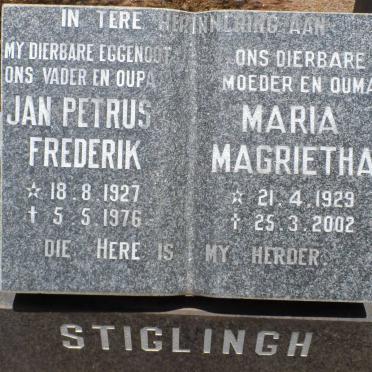 IN TERE HERINNERING AAN
MY DIERBARE EGGENOOT
ONS VADER EN OUPA
JAN PETRUS
FREDERIK
☆ 18.8.1927
† 5.5.1976
ONS DIERBARE
MOEDER EN OUMA
MARIA
MAGRIETHA
☆ 21.4.1929
† 25.3.2002
DIE HERE IS MY HERDER.
STIGLINGH